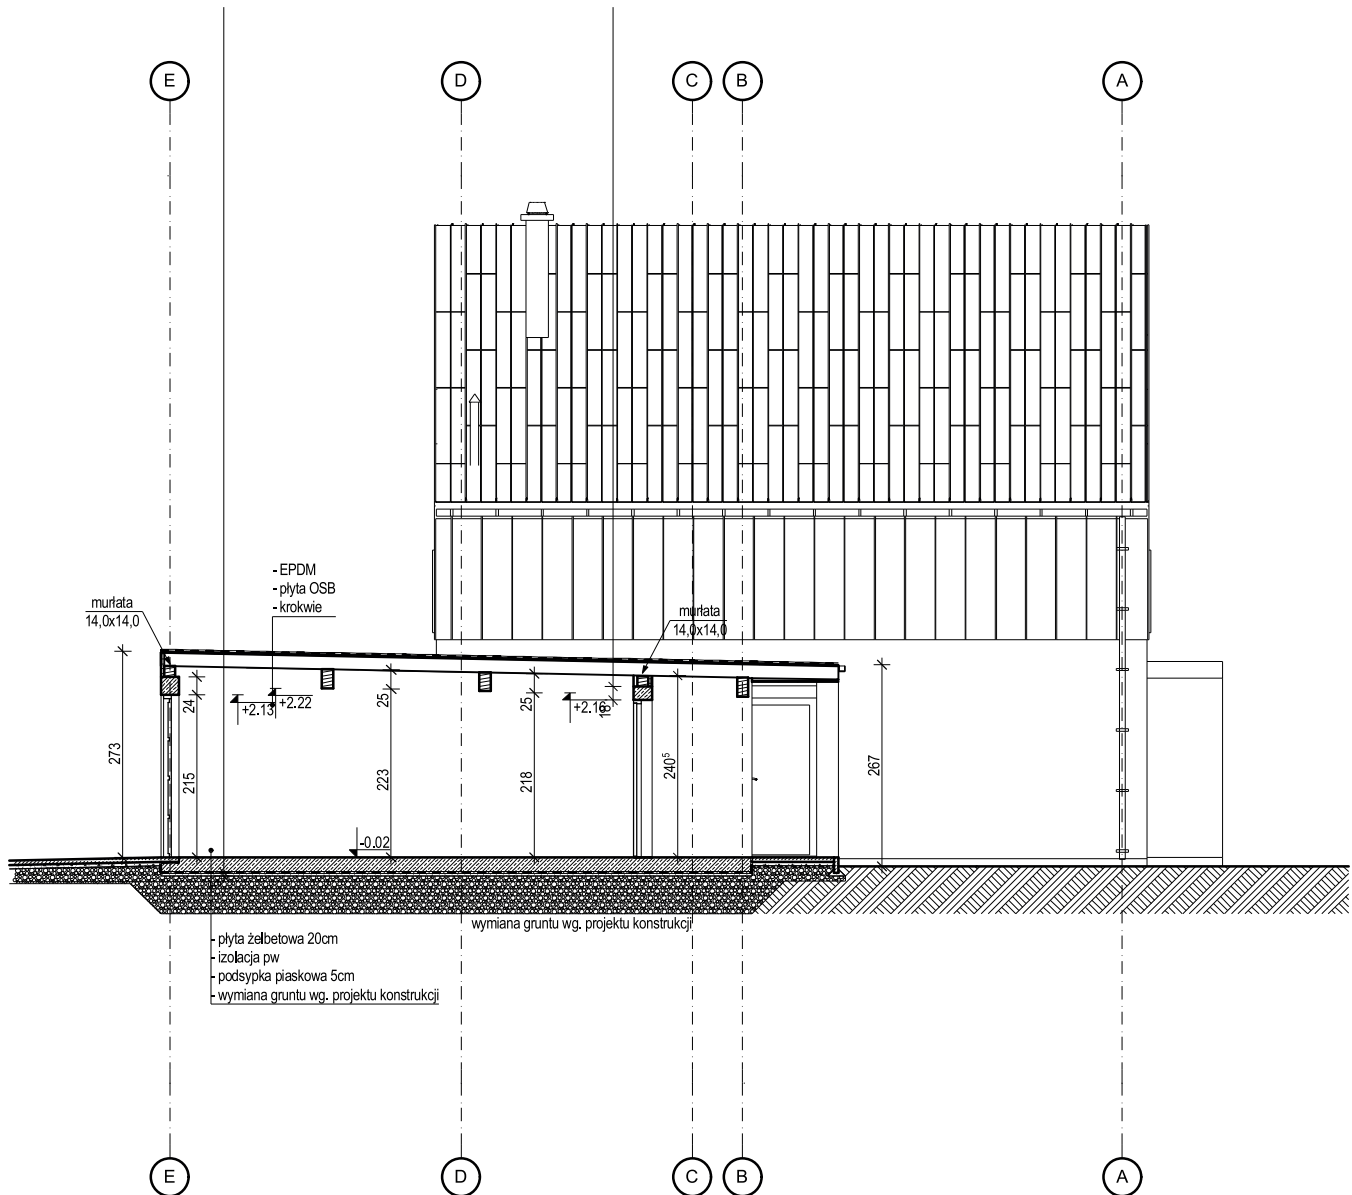 E
D
C
B
A
- EPDM
- płyta OSB
- krokwie
murłata
14,0x14,0
murłata
14,0x14,0
+2.13
+2.22
+2.16
24
25
25
16
273
215
223
218
240⁵
267
-0.02
wymiana gruntu wg. projektu konstrukcji
- płyta żelbetowa 20cm
- izolacja pw
- podsypka piaskowa 5cm
- wymiana gruntu wg. projektu konstrukcji
E
D
C
B
A